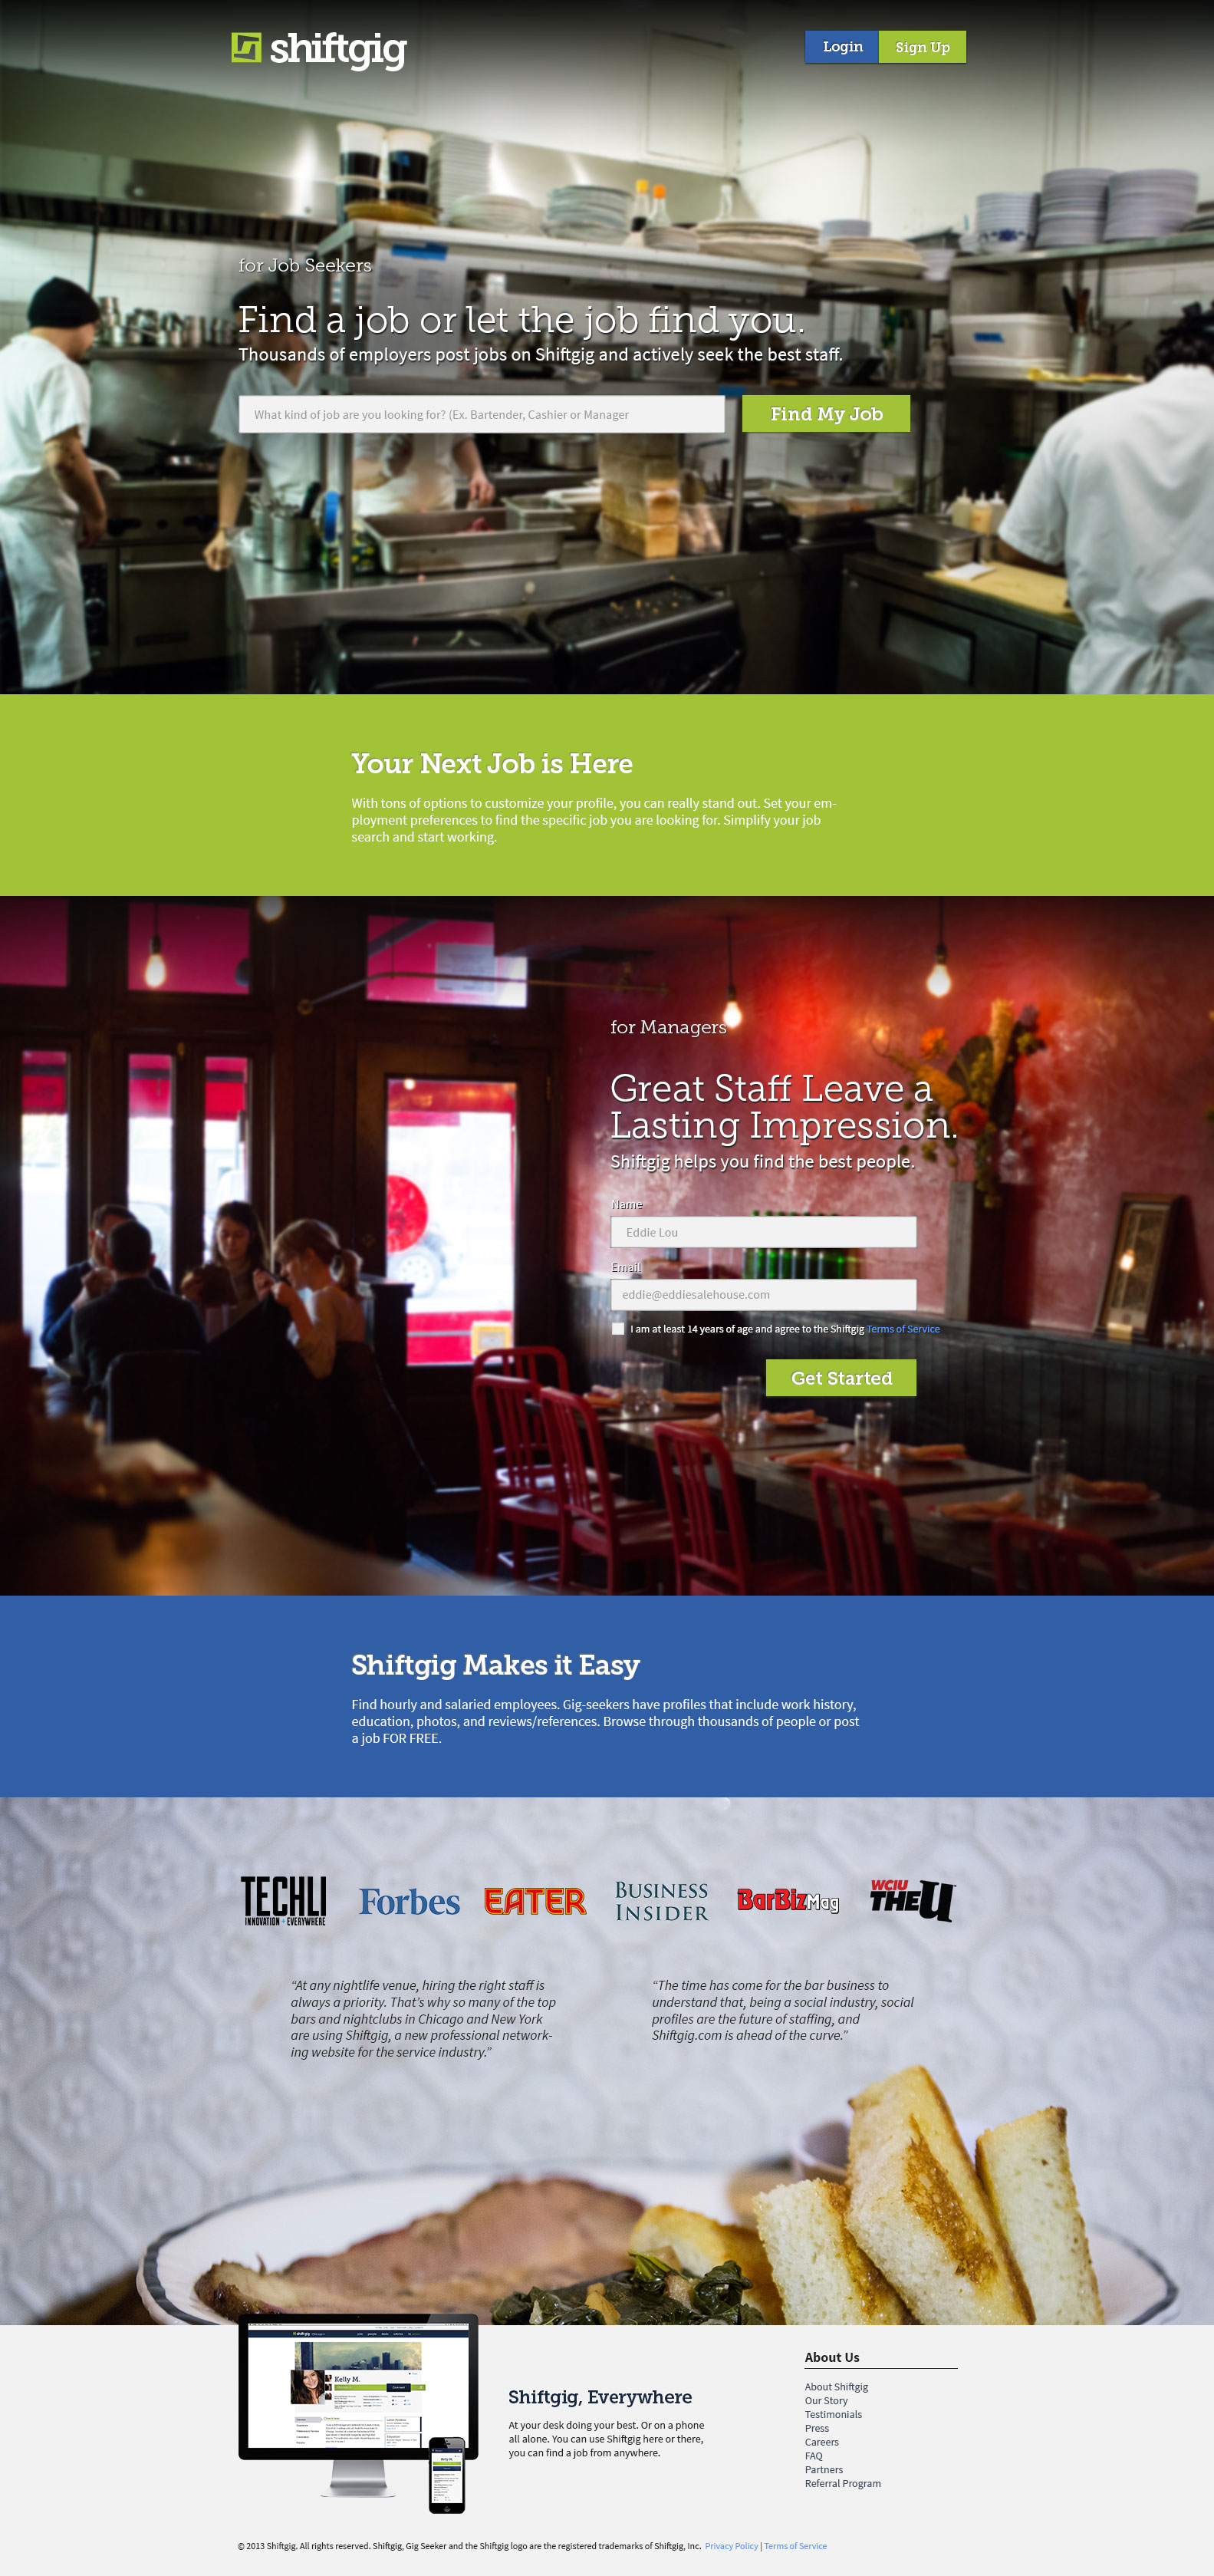 shiftgig
Login
Sign Up
for Job Seekers
Find a job or let the job find you.
Thousands of employers post jobs on Shiftgig and actively seek the best staff.
What kind of job are you looking for? (Ex. Bartender, Cashier or Manager
Find My Job
Your Next Job is Here
With tons of options to customize your profile, you can really stand out. Set your em-
ployment preferences to find the specific job you are looking for. Simplify your job
search and start working.
for Managers
Great Staff Leave a
Lasting Impression.
Shiftgig helps you find the best people.
Name
Eddie Lou
Email
eddie@eddiesalehouse.com
I am at least 14 years of age and agree to the Shiftgig Terms of Service
Get Started
Shiftgig Makes it Easy
Find hourly and salaried employees. Gig-seekers have profiles that include work history,
education, photos, and reviews/references. Browse through thousands of people or post
a job FOR FREE.
TECHLI
INNOVATION + EVERYWHERE
Forbes
EATER
BUSINESS
INSIDER
BarBizMag
WCIU
THE U
“At any nightlife venue, hiring the right staff is
always a priority. That’s why so many of the top
bars and nightclubs in Chicago and New York
are using Shiftgig, a new professional network-
ing website for the service industry.”
“The time has come for the bar business to
understand that, being a social industry, social
profiles are the future of staffing, and
Shiftgig.com is ahead of the curve.”
Kelly M.
Shiftgig, Everywhere
At your desk doing your best. Or on a phone
all alone. You can use Shiftgig here or there,
you can find a job from anywhere.
About Us
About Shiftgig
Our Story
Testimonials
Press
Careers
FAQ
Partners
Referral Program
© 2013 Shiftgig. All rights reserved. Shiftgig, Gig Seeker and the Shiftgig logo are the registered trademarks of Shiftgig, Inc. Privacy Policy | Terms of Service